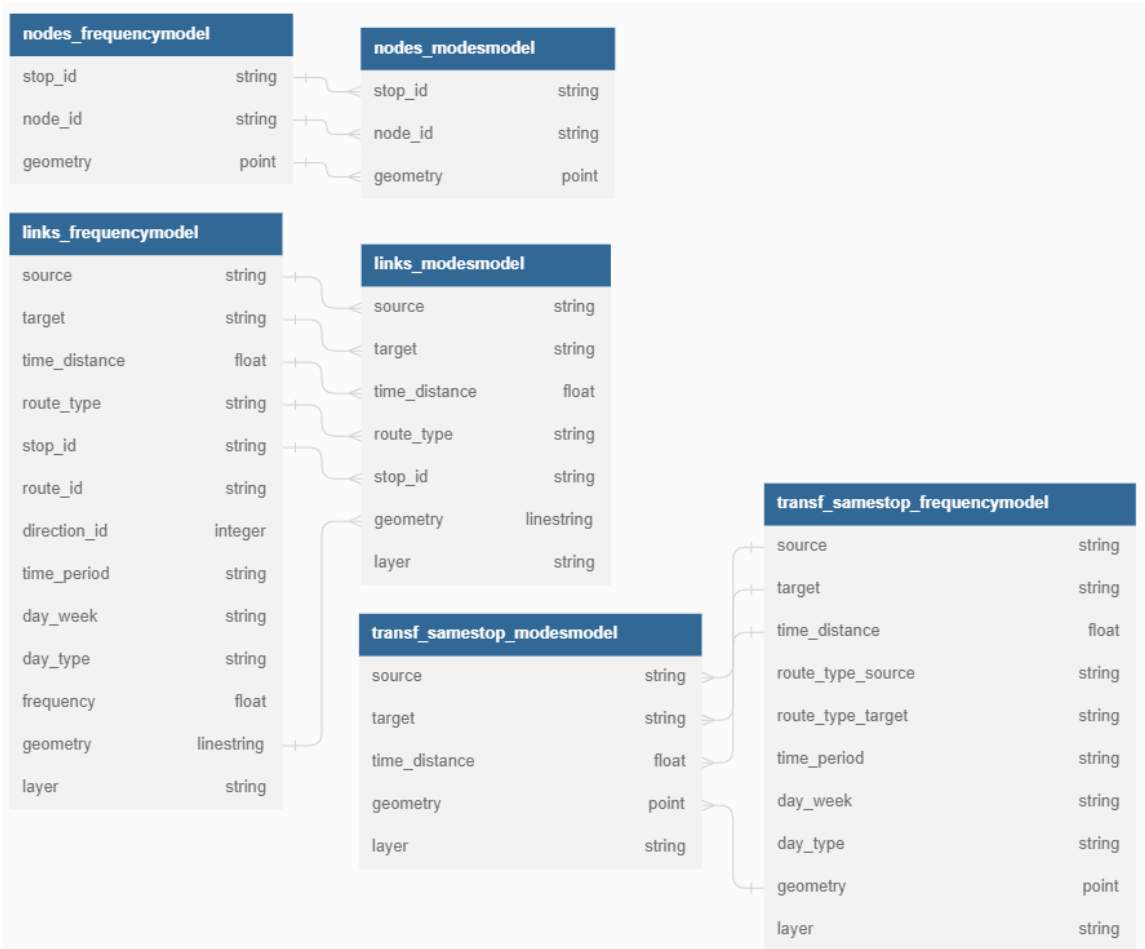 nodes_frequencymodel
stop_id string
node_id string
geometry point
nodes_modesmodel
stop_id string
node_id string
geometry point
links_frequencymodel
source string
target string
time_distance float
route_type string
stop_id string
route_id string
direction_id integer
time_period string
day_week string
day_type string
frequency float
geometry linestring
layer string
links_modesmodel
source string
target string
time_distance float
route_type string
stop_id string
geometry linestring
layer string
transf_samestop_modesmodel
source string
target string
time_distance float
geometry point
layer string
transf_samestop_frequencymodel
source string
target string
time_distance float
route_type_source string
route_type_target string
time_period string
day_week string
day_type string
geometry point
layer string